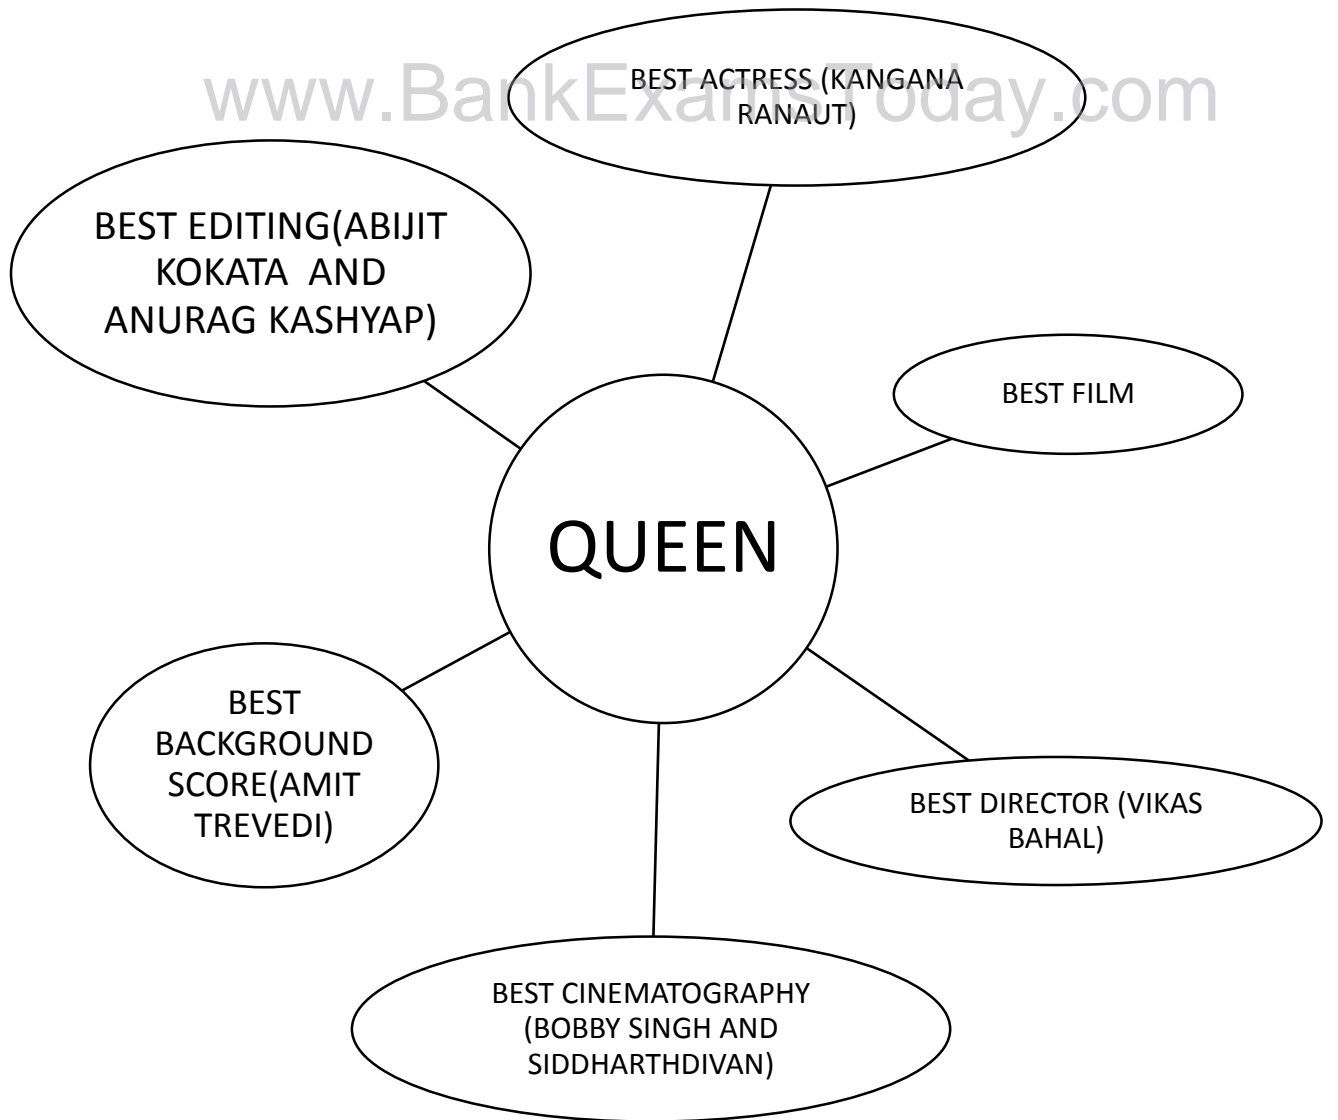 www.BankExamsToday.com
BEST ACTRESS (KANGANA
RANAUT)
BEST EDITING(ABIJIT
KOKATA  AND
ANURAG KASHYAP)
BEST FILM
QUEEN
BEST
BACKGROUND
SCORE(AMIT
TREVEDI)
BEST DIRECTOR (VIKAS
BAHAL)
BEST CINEMATOGRAPHY
(BOBBY SINGH AND
SIDDHARTHDIVAN)